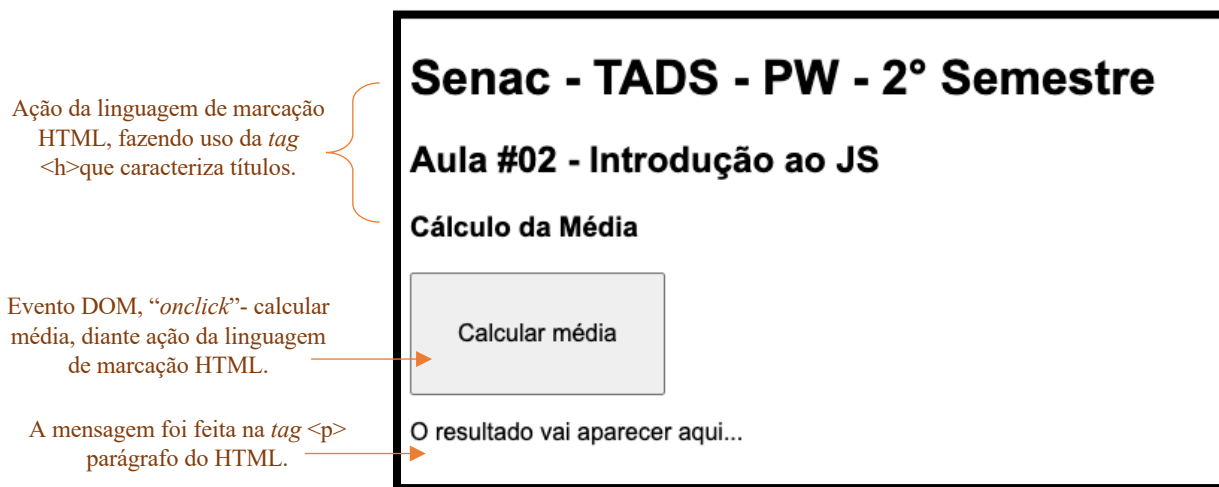 Senac - TADS - PW - 2° Semestre
Ação da linguagem de marcação
HTML, fazendo uso da tag
<h>que caracteriza títulos.
Aula #02 - Introdução ao JS
Cálculo da Média
Evento DOM, “onclick”- calcular
média, diante ação da linguagem
de marcação HTML.
Calcular média
A mensagem foi feita na tag <p>
parágrafo do HTML.
O resultado vai aparecer aqui...